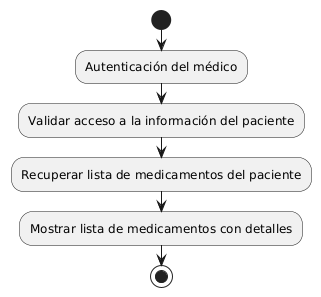 Autenticación del médico
Validar acceso a la información del paciente
Recuperar lista de medicamentos del paciente
Mostrar lista de medicamentos con detalles